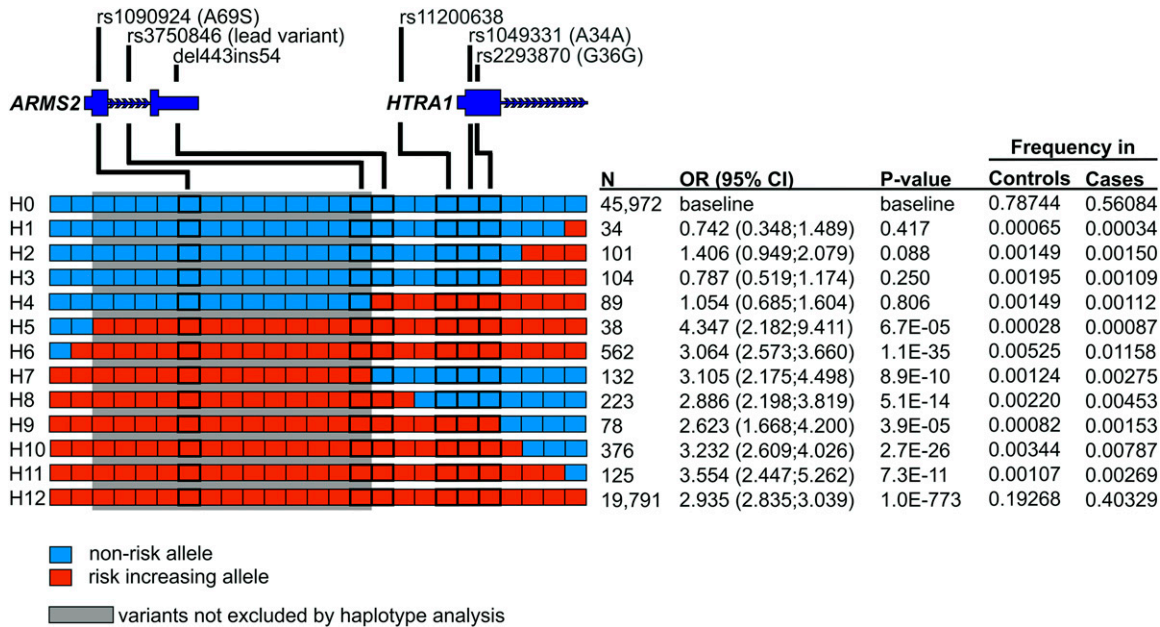 rs1090924 (A69S)
rs3750846 (lead variant)
del443ins54
rs11200638
rs1049331 (A34A)
rs2293870 (G36G)
ARMS2
HTRA1
Frequency in
N OR (95% CI) P-value Controls Cases
H0 45,972 baseline baseline 0.78744 0.56084
H1 34 0.742 (0.348;1.489) 0.417 0.00065 0.00034
H2 101 1.406 (0.949;2.079) 0.088 0.00149 0.00150
H3 104 0.787 (0.519;1.174) 0.250 0.00195 0.00109
H4 89 1.054 (0.685;1.604) 0.806 0.00149 0.00112
H5 38 4.347 (2.182;9.411) 6.7E-05 0.00028 0.00087
H6 562 3.064 (2.573;3.660) 1.1E-35 0.00525 0.01158
H7 132 3.105 (2.175;4.498) 8.9E-10 0.00124 0.00275
H8 223 2.886 (2.198;3.819) 5.1E-14 0.00220 0.00453
H9 78 2.623 (1.668;4.200) 3.9E-05 0.00082 0.00153
H10 376 3.232 (2.609;4.026) 2.7E-26 0.00344 0.00787
H11 125 3.554 (2.447;5.262) 7.3E-11 0.00107 0.00269
H12 19,791 2.935 (2.835;3.039) 1.0E-773 0.19268 0.40329
non-risk allele
risk increasing allele
variants not excluded by haplotype analysis